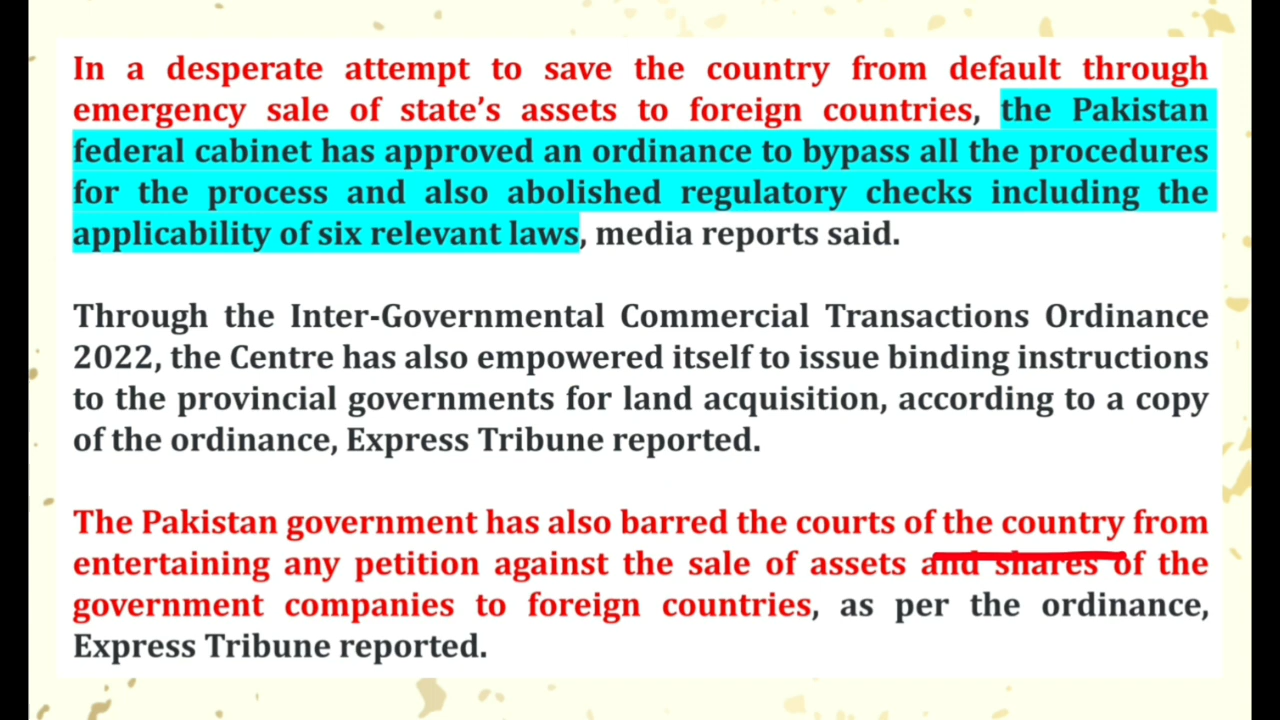 In a desperate attempt to save the country from default through
emergency sale of state’s assets to foreign countries, the Pakistan
federal cabinet has approved an ordinance to bypass all the procedures
for the process and also abolished regulatory checks including the
applicability of six relevant laws, media reports said.
Through the Inter-Governmental Commercial Transactions Ordinance
2022, the Centre has also empowered itself to issue binding instructions
to the provincial governments for land acquisition, according to a copy
of the ordinance, Express Tribune reported.
The Pakistan government has also barred the courts of the country from
entertaining any petition against the sale of assets and shares of the
government companies to foreign countries, as per the ordinance,
Express Tribune reported.